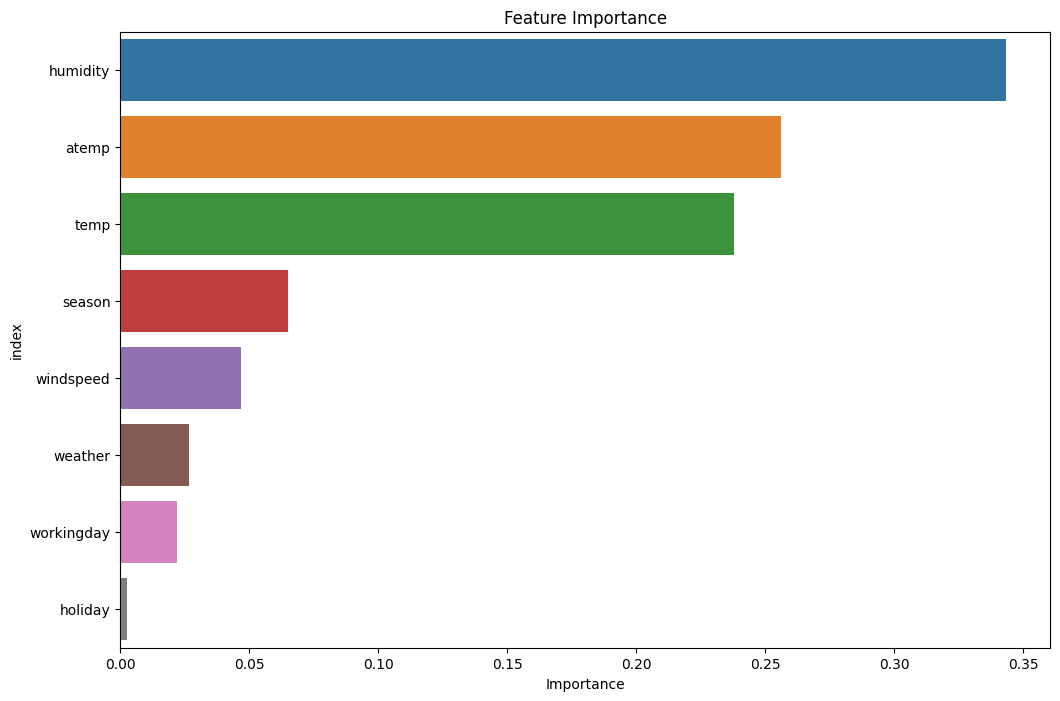 Feature Importance
humidity
atemp
temp
season
windspeed
weather
workingday
holiday
index
0.00 0.05 0.10 0.15 0.20 0.25 0.30 0.35
Importance